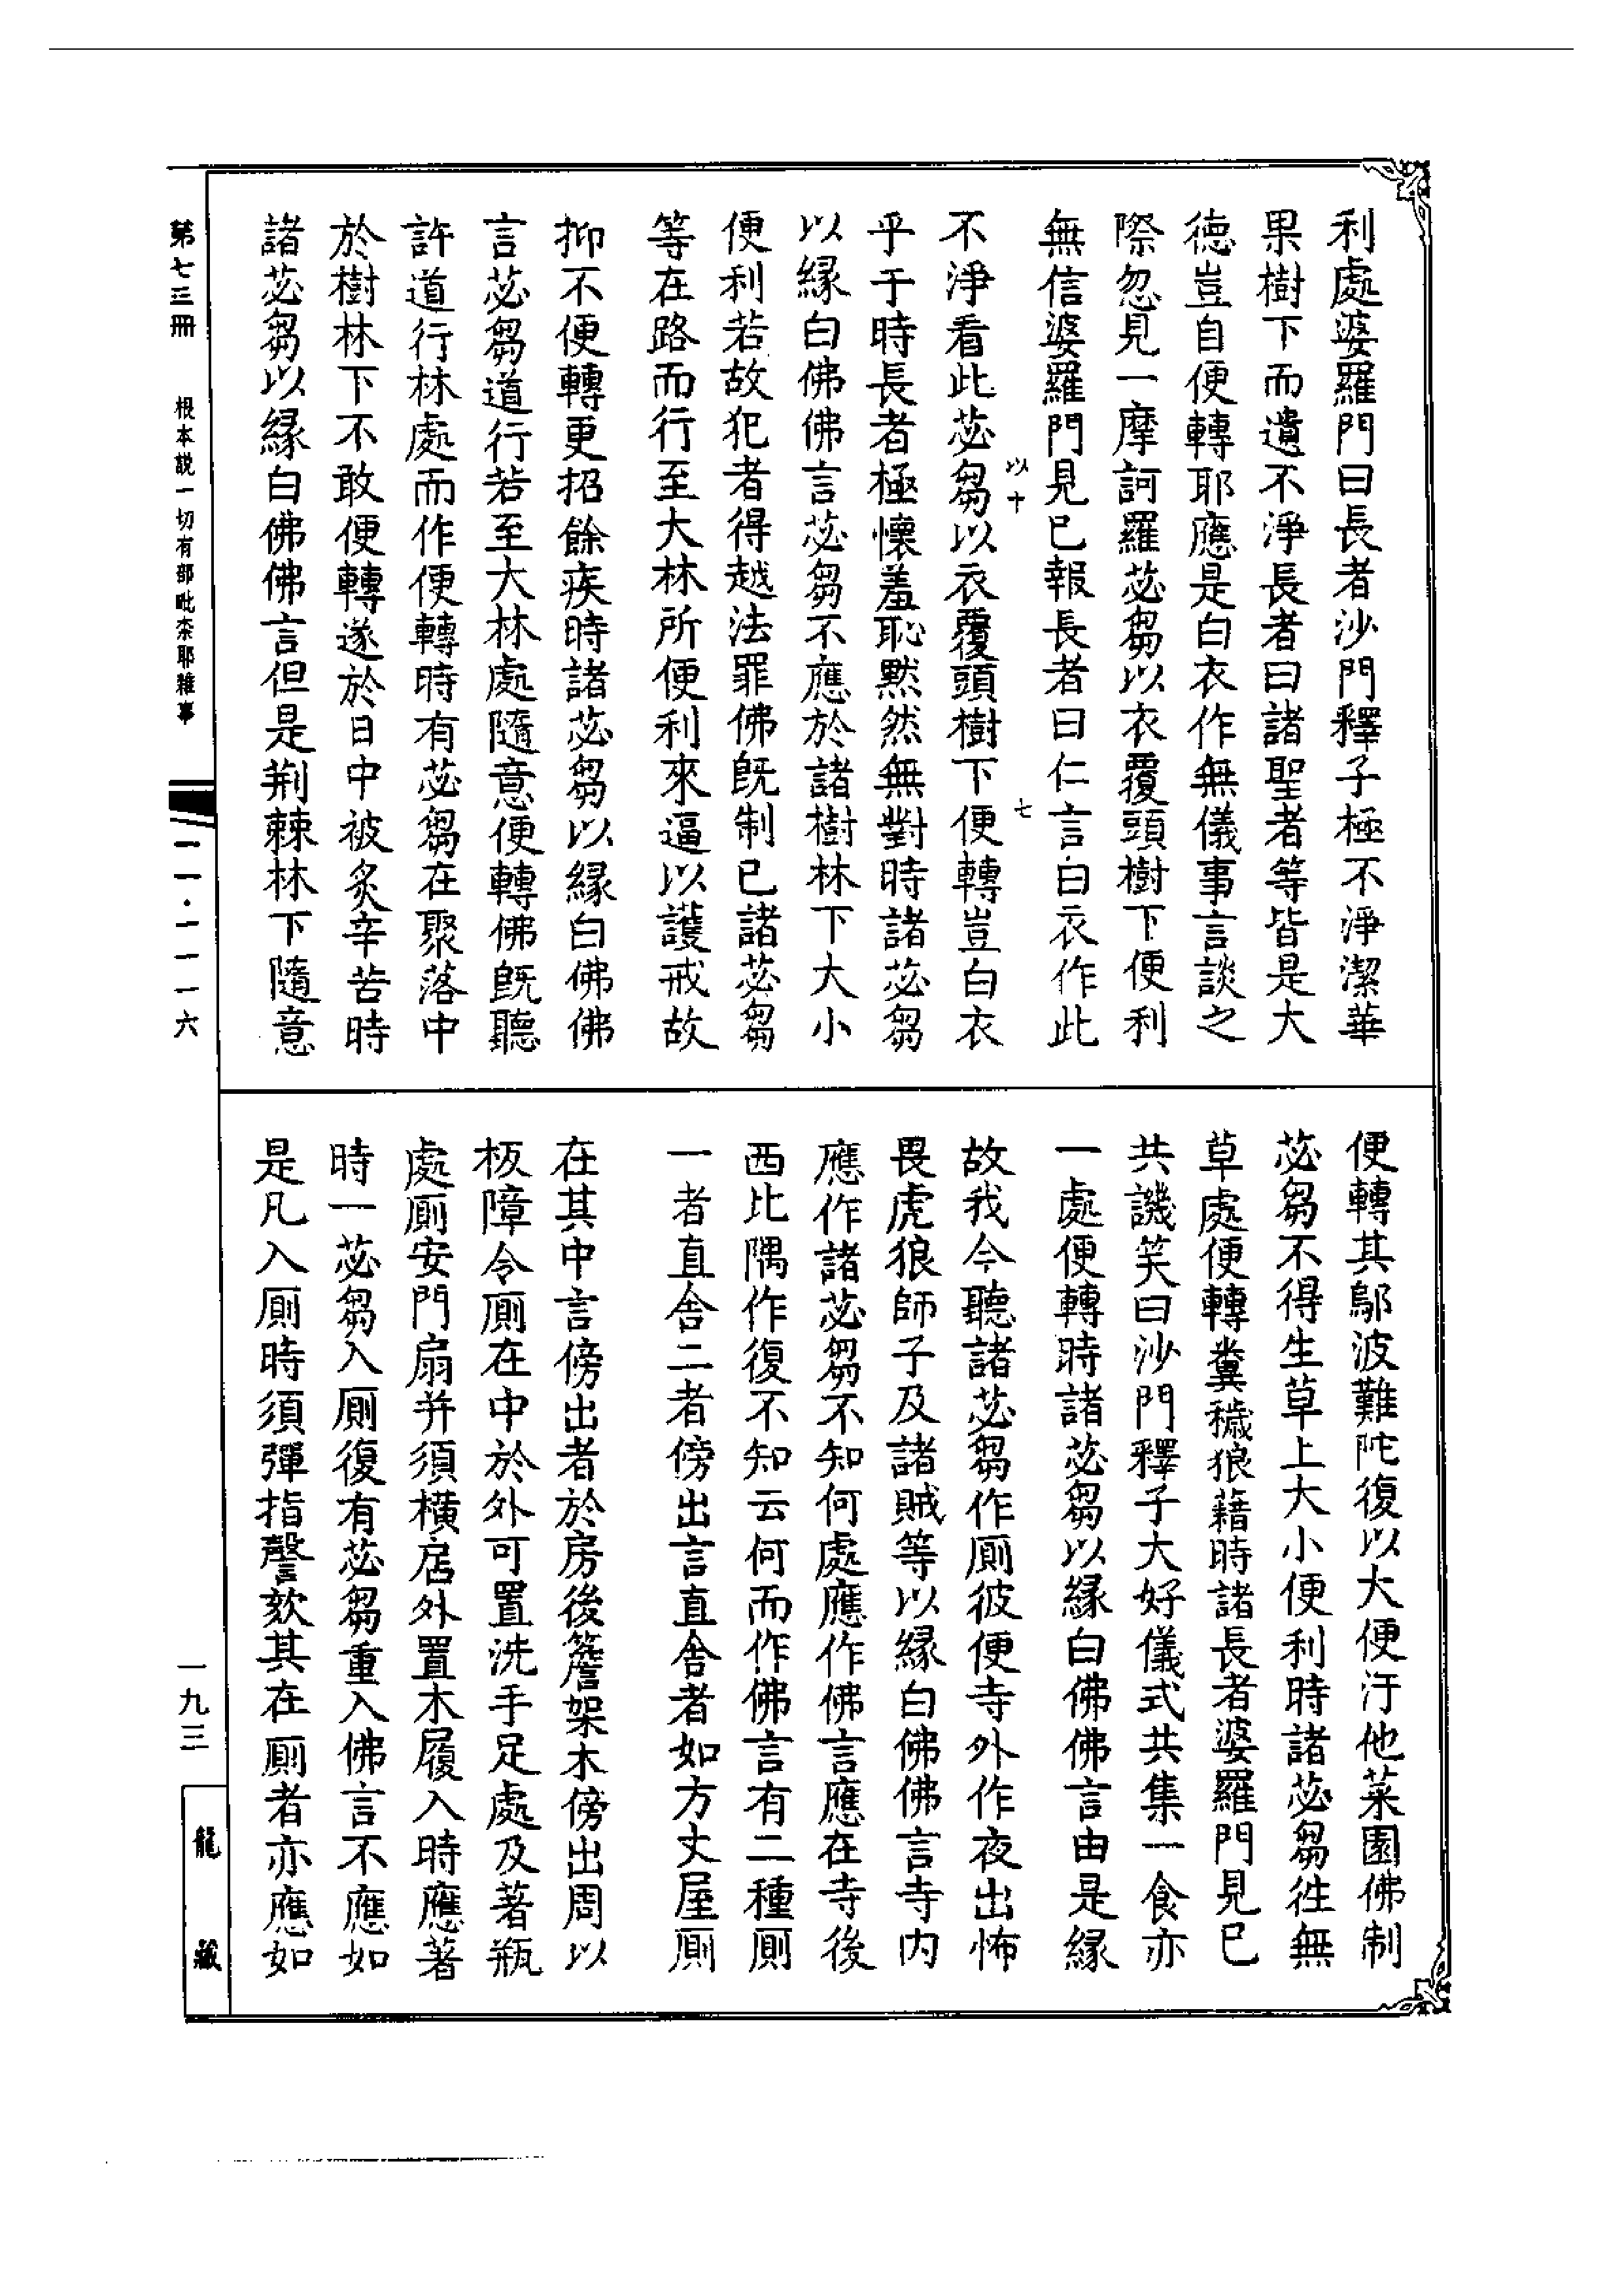 利處婆羅門曰長者沙門釋子極不淨潔華
果樹下而遺不淨長者曰諸聖者等皆是大
德豈自便轉耶應是白衣作無儀事言談之
際忽見一摩訶羅苾芻以衣覆頭樹下便利
無信婆羅門見已報長者曰仁言白衣作此
以十
七
不淨看此苾芻以衣覆頭樹下便轉豈白衣
乎于時長者極懷羞恥黙然無對時諸苾芻
以緣白佛佛言苾芻不應於諸樹林下大小
便利若故犯者得越法罪佛既制已諸苾芻
等在路而行至大林所便利來逼以護戒故
抑不便轉更招餘疾時諸苾芻以緣白佛佛
言苾芻道行若至大林處隨意便轉佛既聽
許道行林處而作便轉時有苾芻在聚落中
於樹林下不敢便轉遂於日中被炙辛苦時
諸苾芻以緣白佛佛言但是荆棘林下隨意
便轉其鄔波難陀復以大便汙他菜園佛制
苾芻不得生草上大小便利時諸苾芻徃無
草處便轉糞穢狼藉時諸長者婆羅門見已
共譏笑曰沙門釋子大好儀式共集一食亦
一處便轉時諸苾芻以緣白佛佛言由是緣
故我今聽諸苾芻作厠彼便寺外作夜出怖
畏虎狼師子及諸賊等以緣白佛佛言寺內
應作諸苾芻不知何處應作佛言應在寺後
西北隅作復不知云何而作佛言有二種厠
一者直舍二者傍出言直舍者如方丈屋厠
在其中言傍出者於房後簷架木傍出周以
板障令厠在中於外可置洗手足處及著瓶
處厠安門扇并須橫扂外置木履入時應著
時一苾芻入厠復有苾芻重入佛言不應如
是凡入厠時須彈指謦欬其在厠者亦應如
第七三冊
根本說一切有部毗奈耶雜事
一一·一一一六
一九三
龍藏